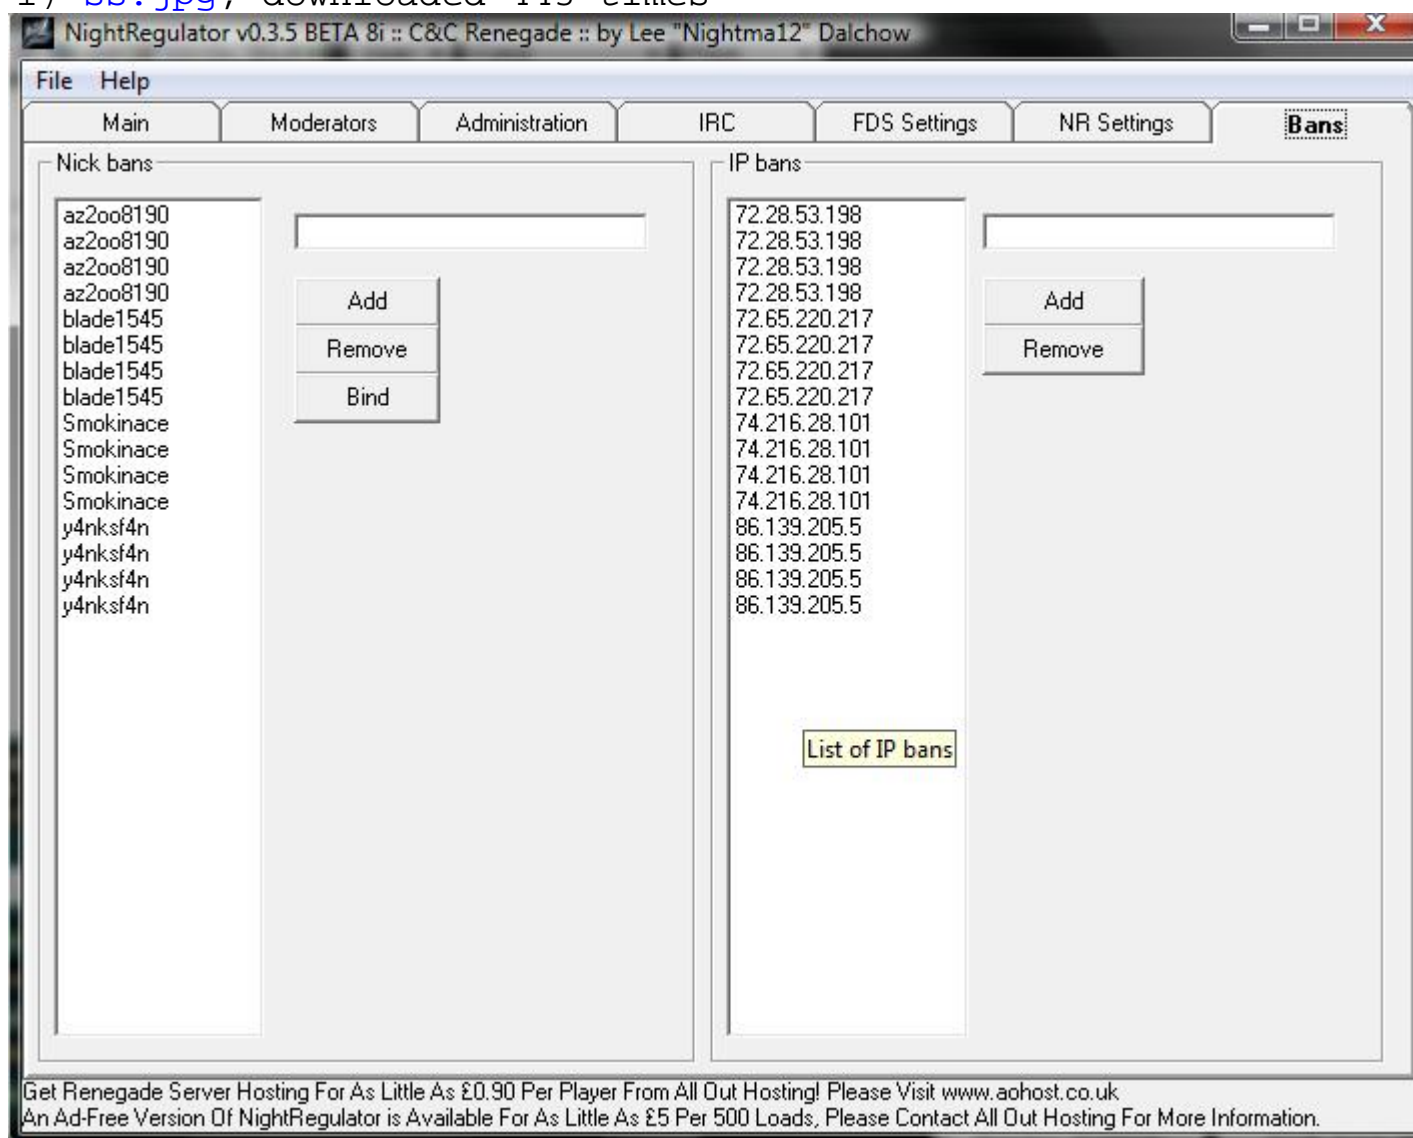 1) ss.jpg, downloaded
times
NightRegulator v0.3.5 BETA 8i :: C&C Renegade :: by Lee "Nightma12" Dalchow
File Help
Main Moderators Administration IRC FDS Settings NR Settings Bans
Nick bans
az2oo8190
az2oo8190
az2oo8190
az2oo8190
blade1545
blade1545
blade1545
blade1545
Smokinace
Smokinace
Smokinace
Smokinace
y4nksf4n
y4nksf4n
y4nksf4n
y4nksf4n
Add
Remove
Bind
IP bans
72.28.53.198
72.28.53.198
72.28.53.198
72.28.53.198
72.65.220.217
72.65.220.217
72.65.220.217
72.65.220.217
74.216.28.101
74.216.28.101
74.216.28.101
74.216.28.101
86.139.205.5
86.139.205.5
86.139.205.5
86.139.205.5
Add
Remove
List of IP bans
Get Renegade Server Hosting For As Little As £0.90 Per Player From All Out Hosting! Please Visit www.aohost.co.uk
An Ad-Free Version Of NightRegulator is Available For As Little As £5 Per 500 Loads, Please Contact All Out Hosting For More Information.